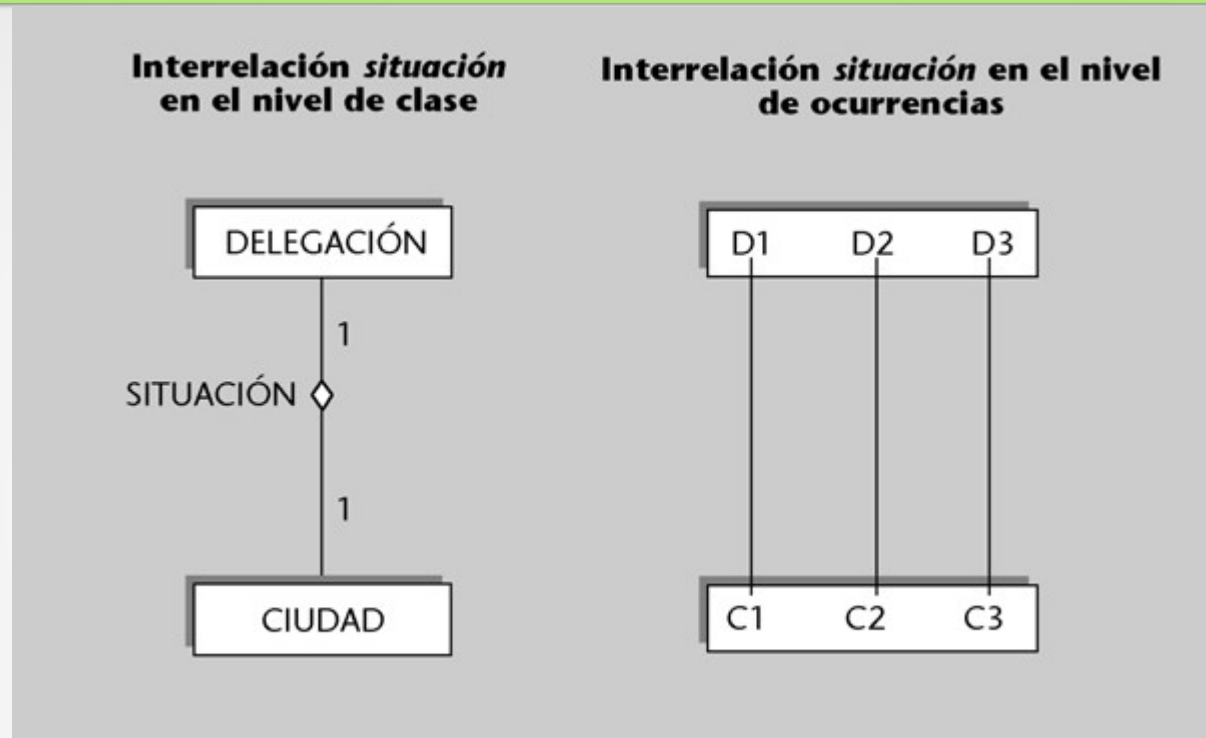 Interrelación situación
en el nivel de clase
DELEGACIÓN
1
SITUACIÓN
1
CIUDAD
Interrelación situación en el nivel
de ocurrencias
D1 D2 D3
C1 C2 C3